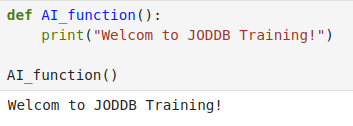 def AI_function():
    print("Welcom to JODDB Training!")
AI_function()
Welcom to JODDB Training!